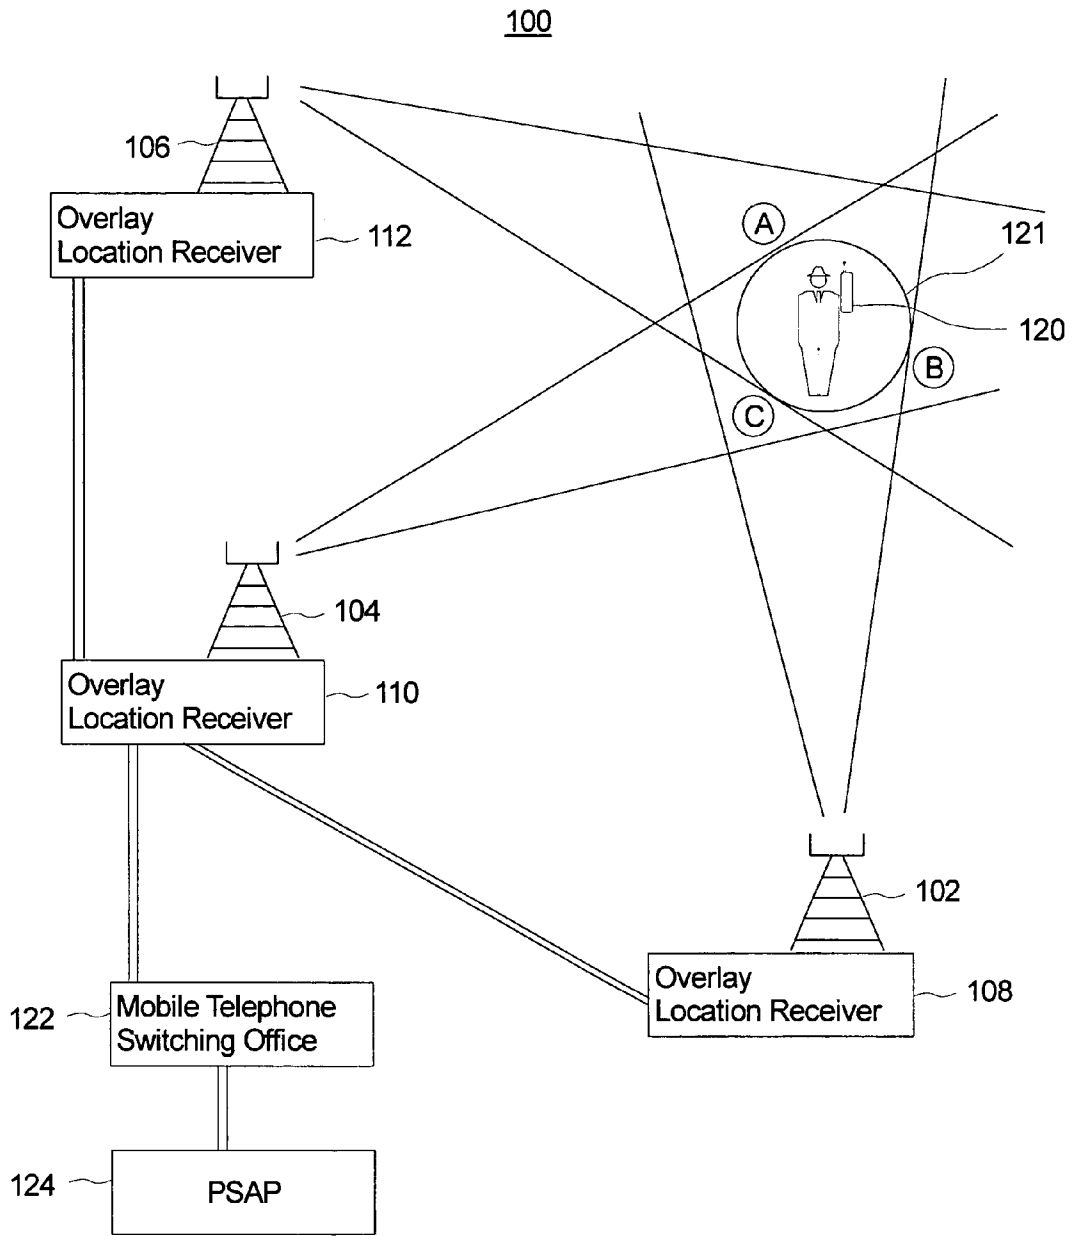 100
106
Overlay
Location Receiver
112
A
121
120
B
C
104
Overlay
Location Receiver
110
102
Overlay
Location Receiver
108
122
Mobile Telephone
Switching Office
124
PSAP